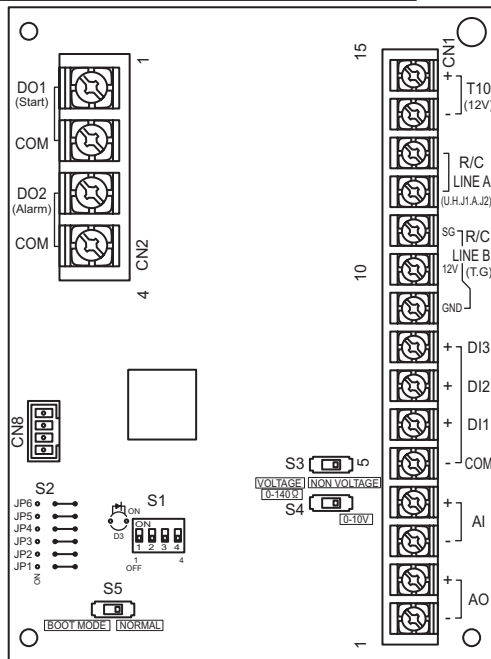 1
DO1
(Start)
COM
DO2
(Alarm)
COM
CN2
4
CN8
S2
JP6
JP5
JP4
JP3
JP2
JP1
ON
ON
D3
S1
ON
1 2 3 4
1 4
OFF
S5
BOOT MODE NORMAL
S3
5
VOLTAGE NON VOLTAGE
0-140Ω
S4
0-10V
15
CN1
+ T10
- (12V)
R/C
LINE A
(U.H.J1.A.J2)
SG R/C
LINE B
12V (T.G)
10
GND
+ DI3
+ DI2
+ DI1
COM
+
AI
-
+
AO
-
1